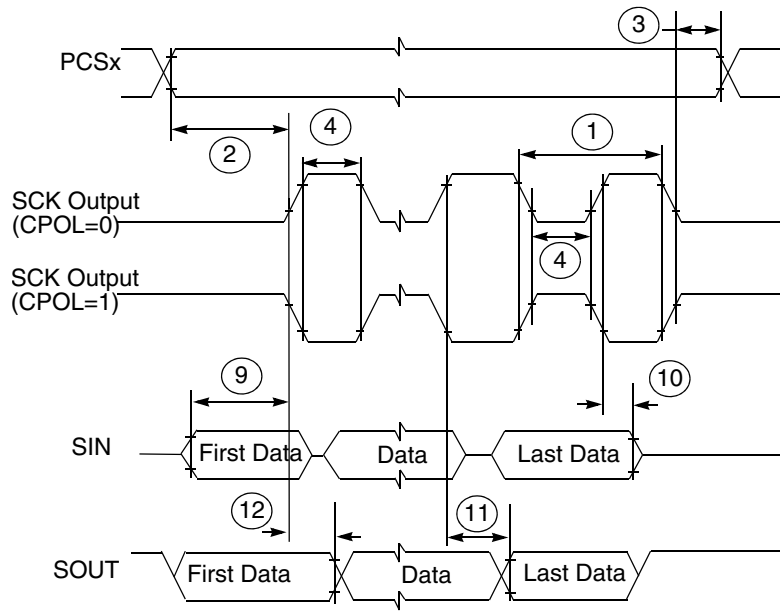 3
PCSx
2
4
1
SCK Output
(CPOL=0)
4
SCK Output
(CPOL=1)
9
10
SIN
First Data
Data
Last Data
12
11
SOUT
First Data
Data
Last Data